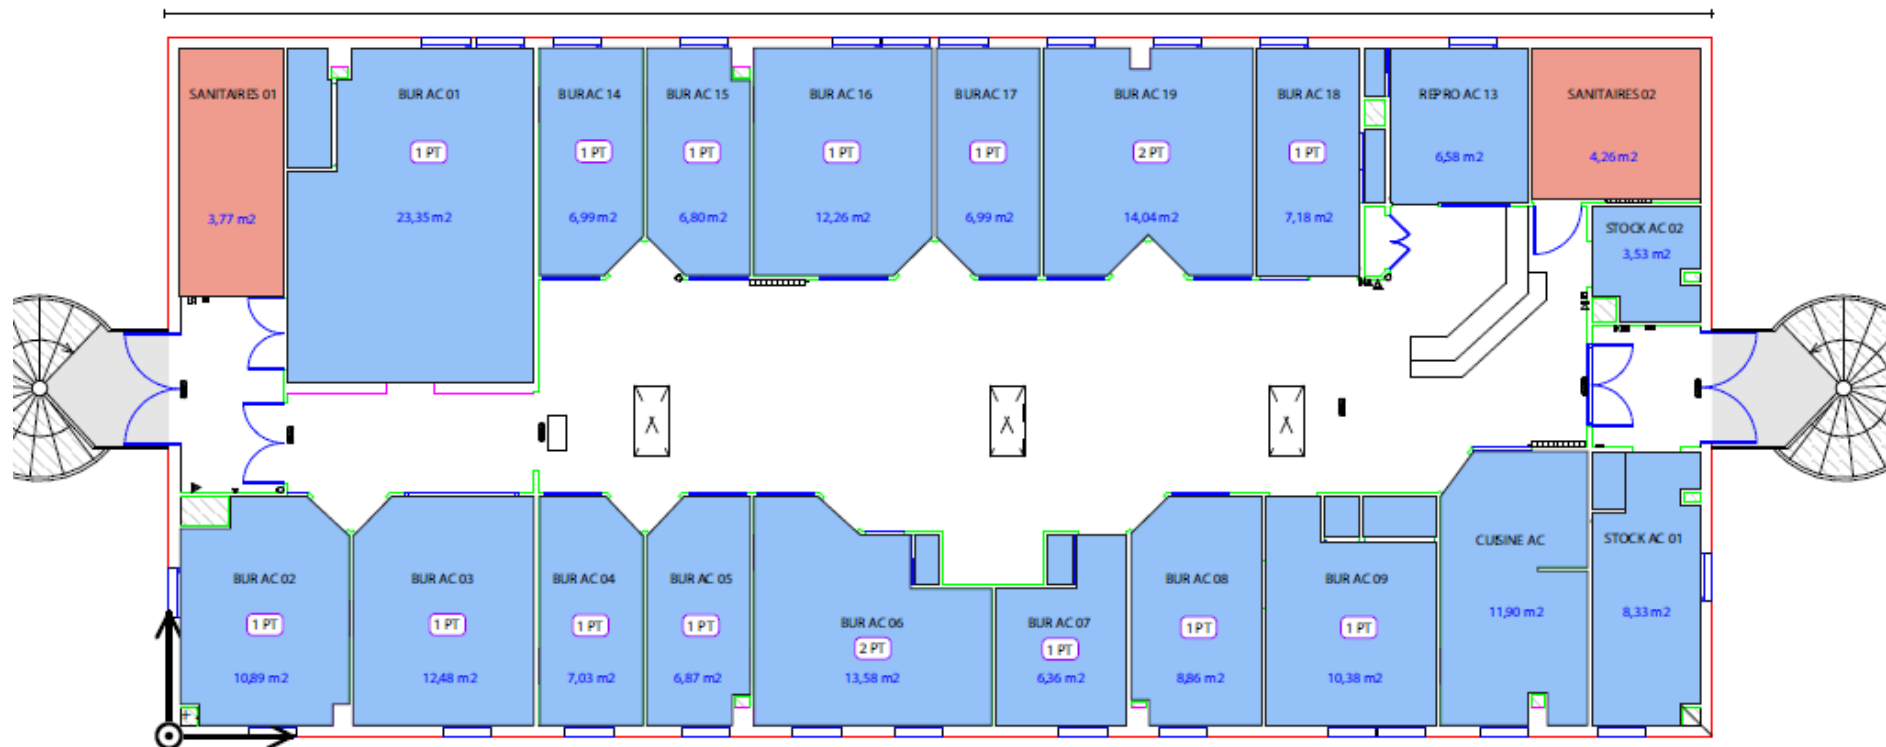 SANITAIRES 01
BUR AC 01
BUR AC 14
BUR AC 15
BUR AC 16
BUR AC 17
BUR AC 19
BUR AC 18
REPRO AC 13
SANITAIRES 02
1 PT
1 PT
1 PT
1 PT
1 PT
2 PT
1 PT
6,58 m2
4,26 m2
3,77 m2
23,35 m2
6,99 m2
6,80 m2
12,26 m2
6,99 m2
14,04 m2
7,18 m2
STOCK AC 02
3,53 m2
CUISINE AC
STOCK AC 01
BUR AC 02
BUR AC 03
BUR AC 04
BUR AC 05
BUR AC 08
BUR AC 09
BUR AC 06
BUR AC 07
1 PT
1 PT
1 PT
1 PT
2 PT
1 PT
1 PT
1 PT
11,90 m2
8,33 m2
10,89 m2
12,48 m2
7,03 m2
6,87 m2
13,58 m2
6,36 m2
8,86 m2
10,38 m2